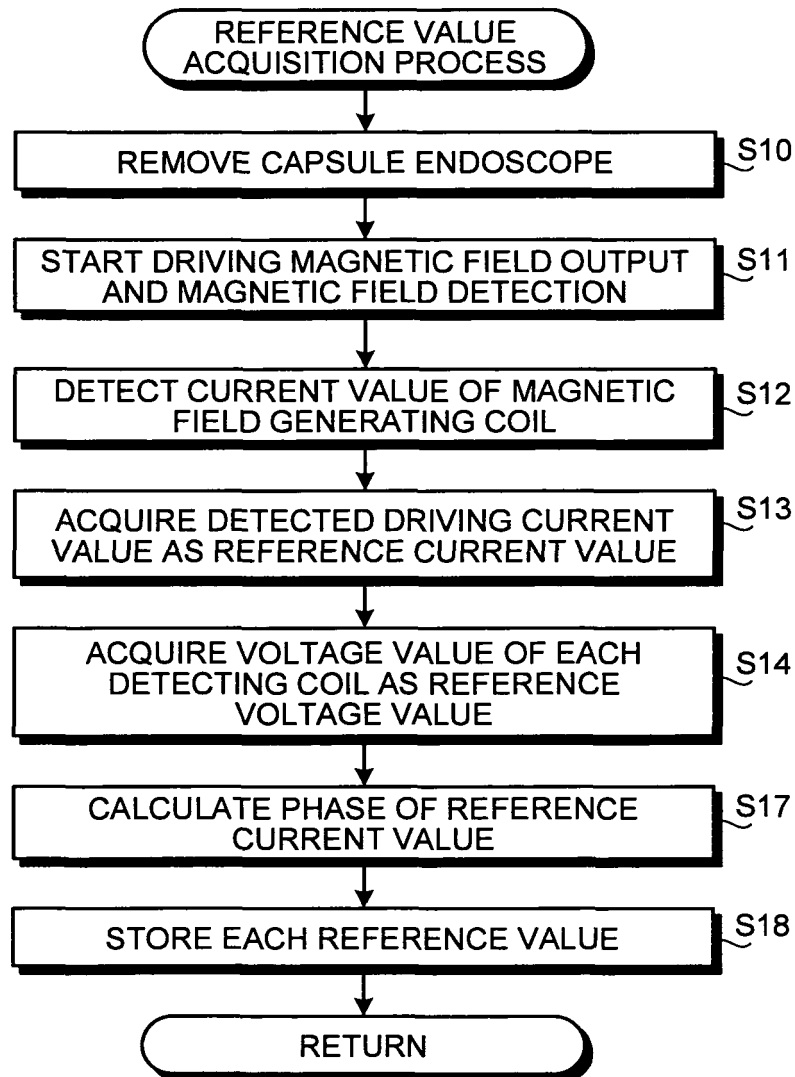 REFERENCE VALUE
ACQUISITION PROCESS
REMOVE CAPSULE ENDOSCOPE
S10
START DRIVING MAGNETIC FIELD OUTPUT
AND MAGNETIC FIELD DETECTION
S11
DETECT CURRENT VALUE OF MAGNETIC
FIELD GENERATING COIL
S12
ACQUIRE DETECTED DRIVING CURRENT
VALUE AS REFERENCE CURRENT VALUE
S13
ACQUIRE VOLTAGE VALUE OF EACH
DETECTING COIL AS REFERENCE
VOLTAGE VALUE
S14
CALCULATE PHASE OF REFERENCE
CURRENT VALUE
S17
STORE EACH REFERENCE VALUE
S18
RETURN